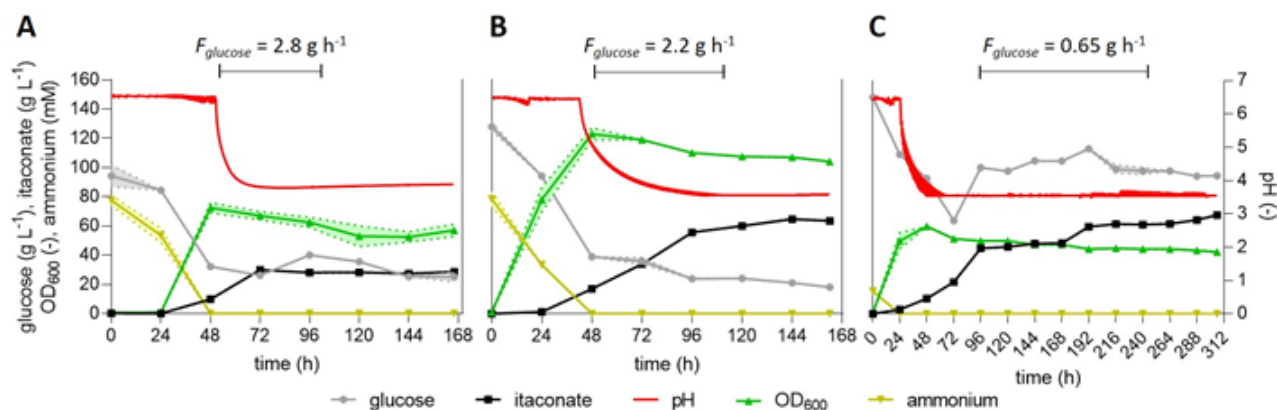 A B C
F_glucose = 2.8 g h⁻¹ F_glucose = 2.2 g h⁻¹ F_glucose = 0.65 g h⁻¹
glucose (g L⁻¹), itaconate (g L⁻¹)
OD₆₀₀ (-), ammonium (mM)
160
140
120
100
80
60
40
20
0
7
6
5
4
3
2
1
0
pH (-)
0 24 48 72 96 120 144 168
0 24 48 72 96 120 144 168
0 24 48 72 96 120 144 168 192 216 240 264 288 312
time (h) time (h) time (h)
glucose itaconate pH OD₆₀₀ ammonium